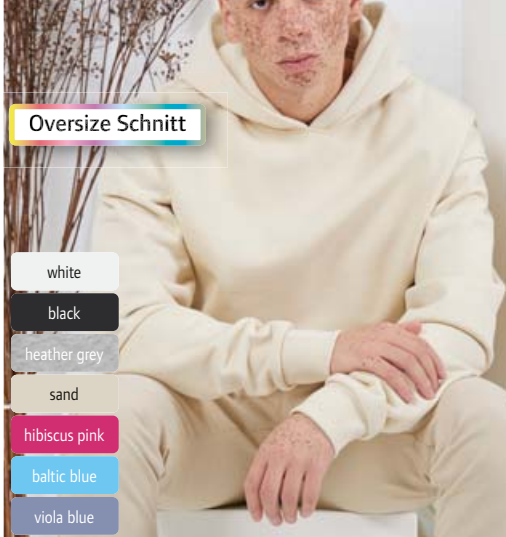 Oversize Schnitt
white
black
heather grey
sand
hibiscus pink
baltic blue
viola blue